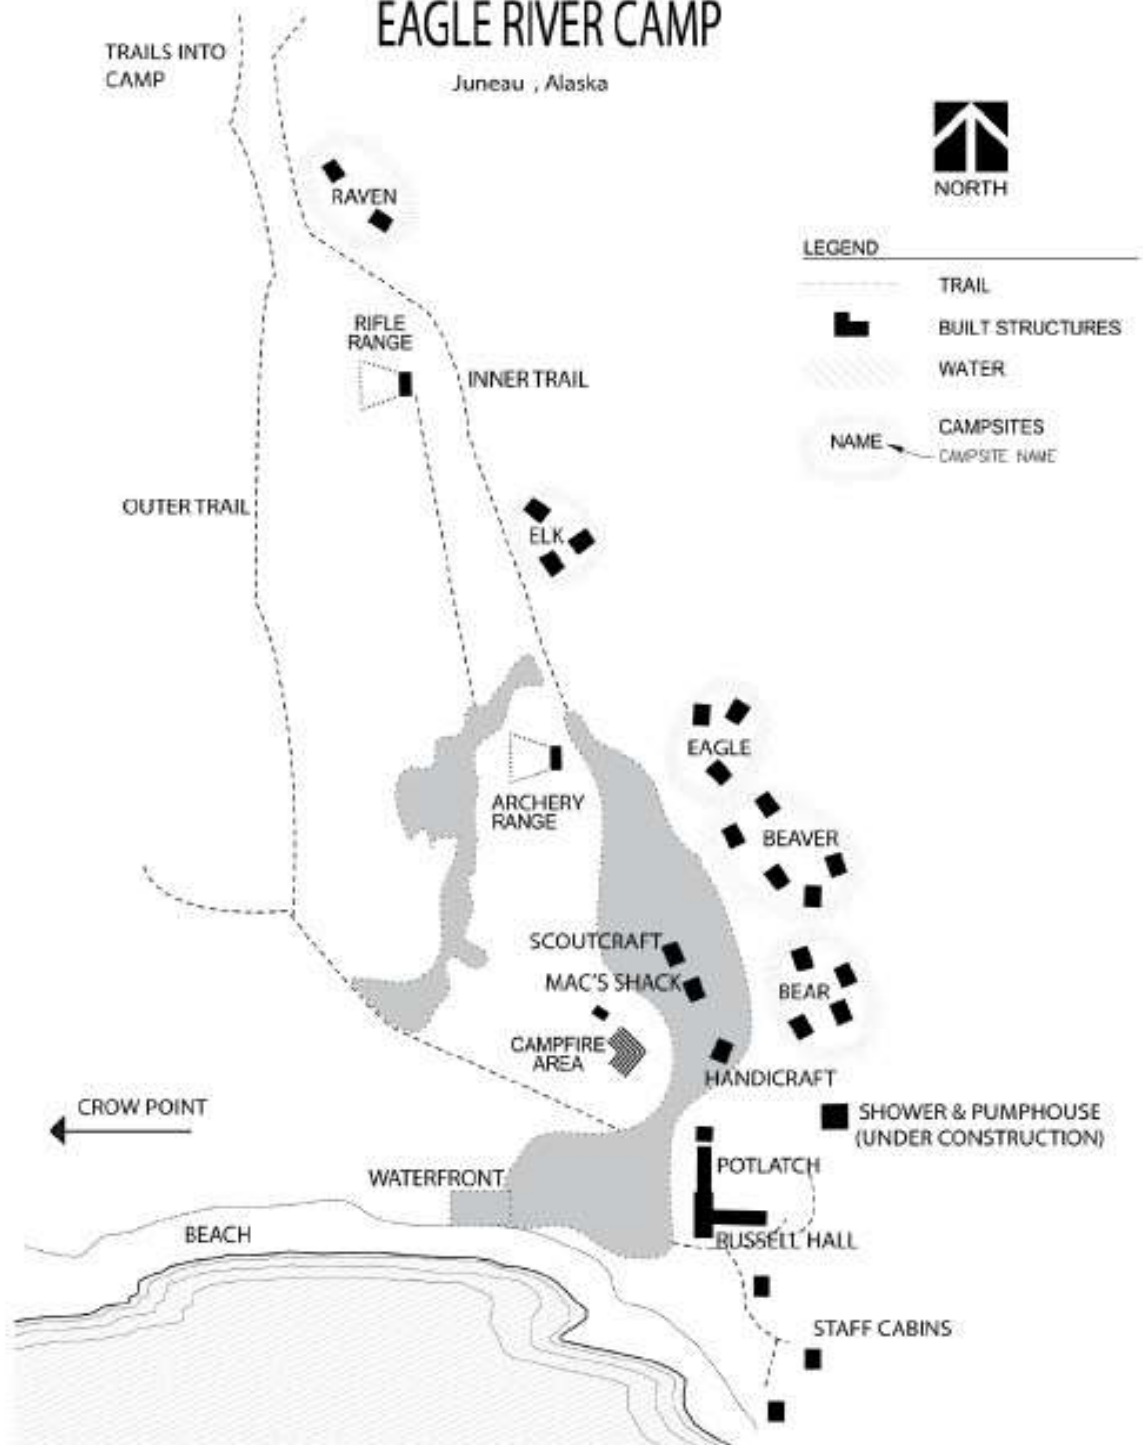 EAGLE RIVER CAMP
Juneau , Alaska
TRAILS INTO
CAMP
NORTH
RAVEN
LEGEND
TRAIL
BUILT STRUCTURES
WATER
NAME
CAMPSITES
CAMPSITE NAME
RIFLE
RANGE
INNER TRAIL
OUTER TRAIL
ELK
EAGLE
ARCHERY
RANGE
BEAVER
SCOUTCRAFT
MAC'S SHACK
BEAR
CAMPFIRE
AREA
HANDICRAFT
CROW POINT
SHOWER & PUMPHOUSE
(UNDER CONSTRUCTION)
POTLATCH
WATERFRONT
BEACH
RUSSELL HALL
STAFF CABINS